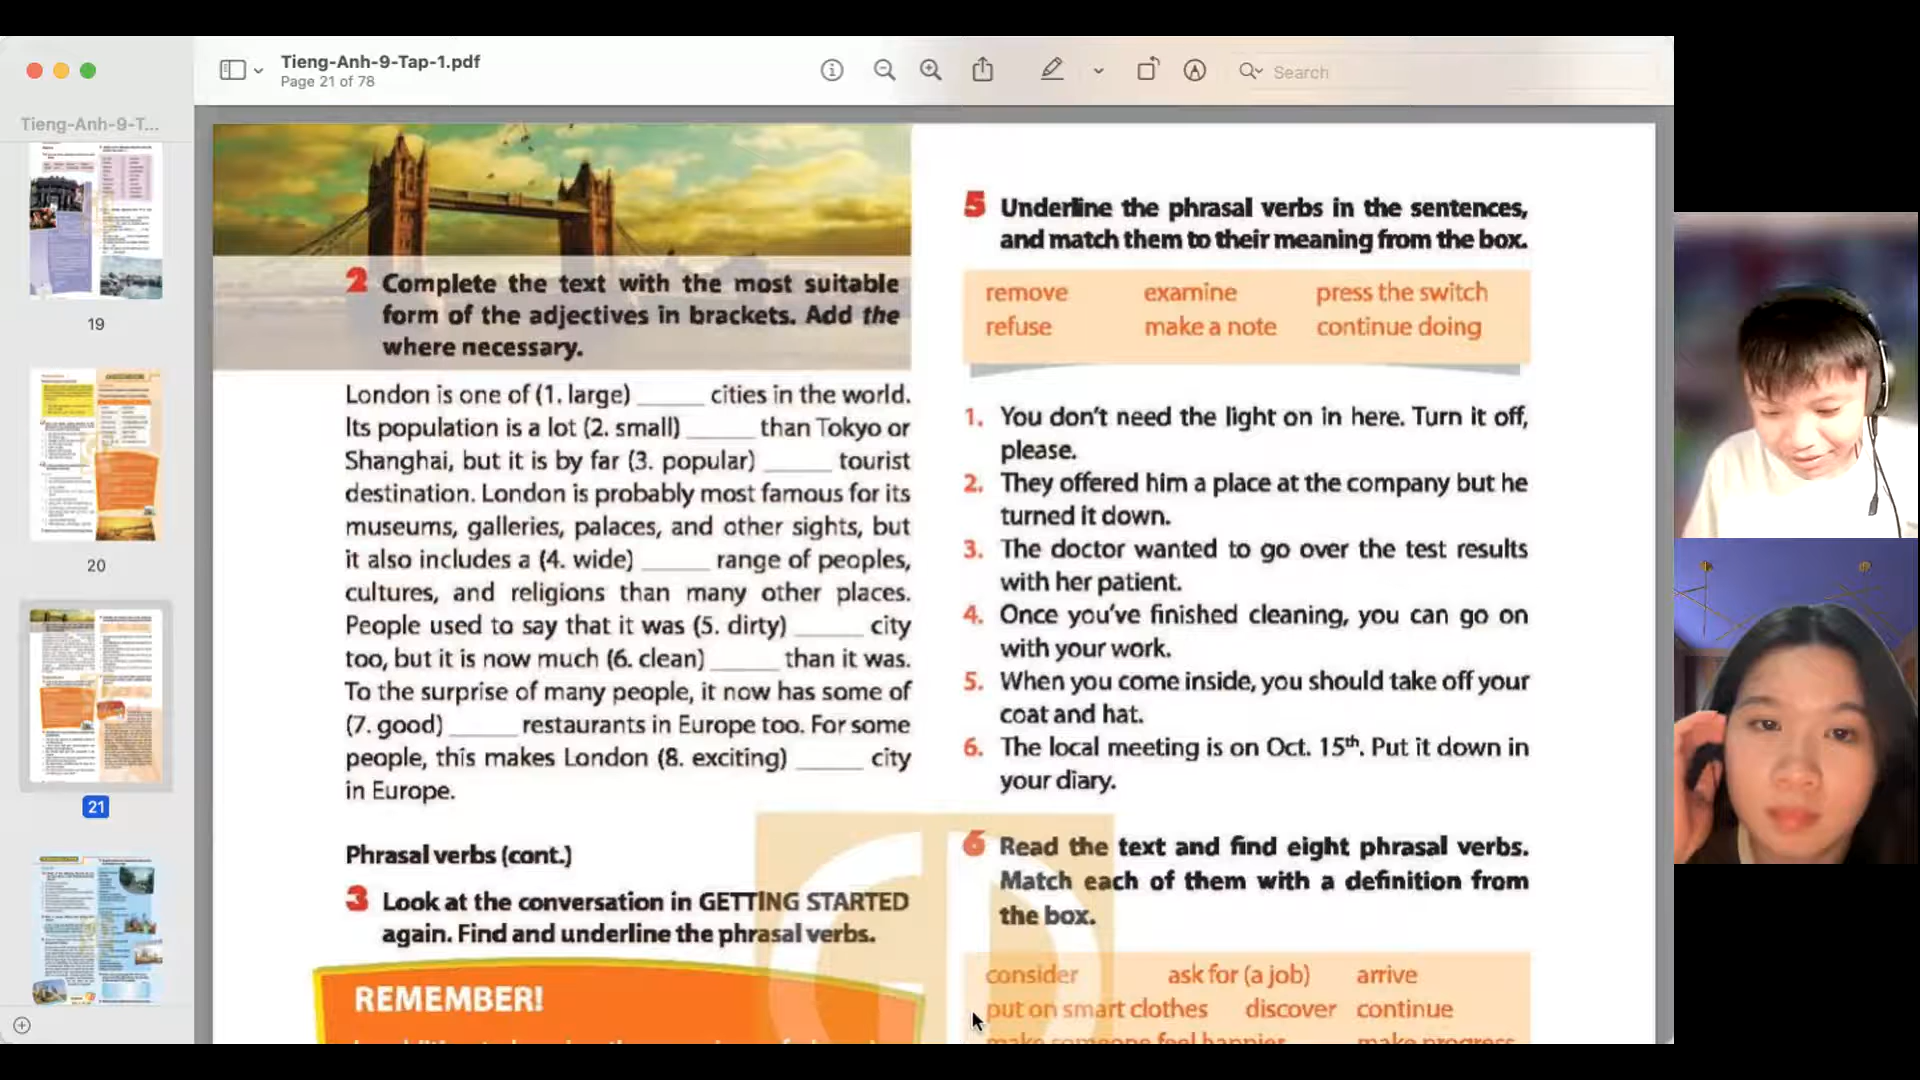 Tieng-Anh-9-Tap-1.pdf
Page 21 of 78
Search
Tieng-Anh-9-T...
19
20
21
2 Complete the text with the most suitable
form of the adjectives in brackets. Add the
where necessary.
London is one of (1. large) _____ cities in the world.
Its population is a lot (2. small) _____ than Tokyo or
Shanghai, but it is by far (3. popular) _____ tourist
destination. London is probably most famous for its
museums, galleries, palaces, and other sights, but
it also includes a (4. wide) _____ range of peoples,
cultures, and religions than many other places.
People used to say that it was (5. dirty) _____ city
too, but it is now much (6. clean) _____ than it was.
To the surprise of many people, it now has some of
(7. good) _____ restaurants in Europe too. For some
people, this makes London (8. exciting) _____ city
in Europe.
Phrasal verbs (cont.)
3 Look at the conversation in GETTING STARTED
again. Find and underline the phrasal verbs.
REMEMBER!
5 Underline the phrasal verbs in the sentences,
and match them to their meaning from the box.
remove examine press the switch
refuse make a note continue doing
1. You don't need the light on in here. Turn it off,
please.
2. They offered him a place at the company but he
turned it down.
3. The doctor wanted to go over the test results
with her patient.
4. Once you've finished cleaning, you can go on
with your work.
5. When you come inside, you should take off your
coat and hat.
6. The local meeting is on Oct. 15th. Put it down in
your diary.
6 Read the text and find eight phrasal verbs.
Match each of them with a definition from
the box.
consider ask for (a job) arrive
put on smart clothes discover continue
make someone feel happier make progress